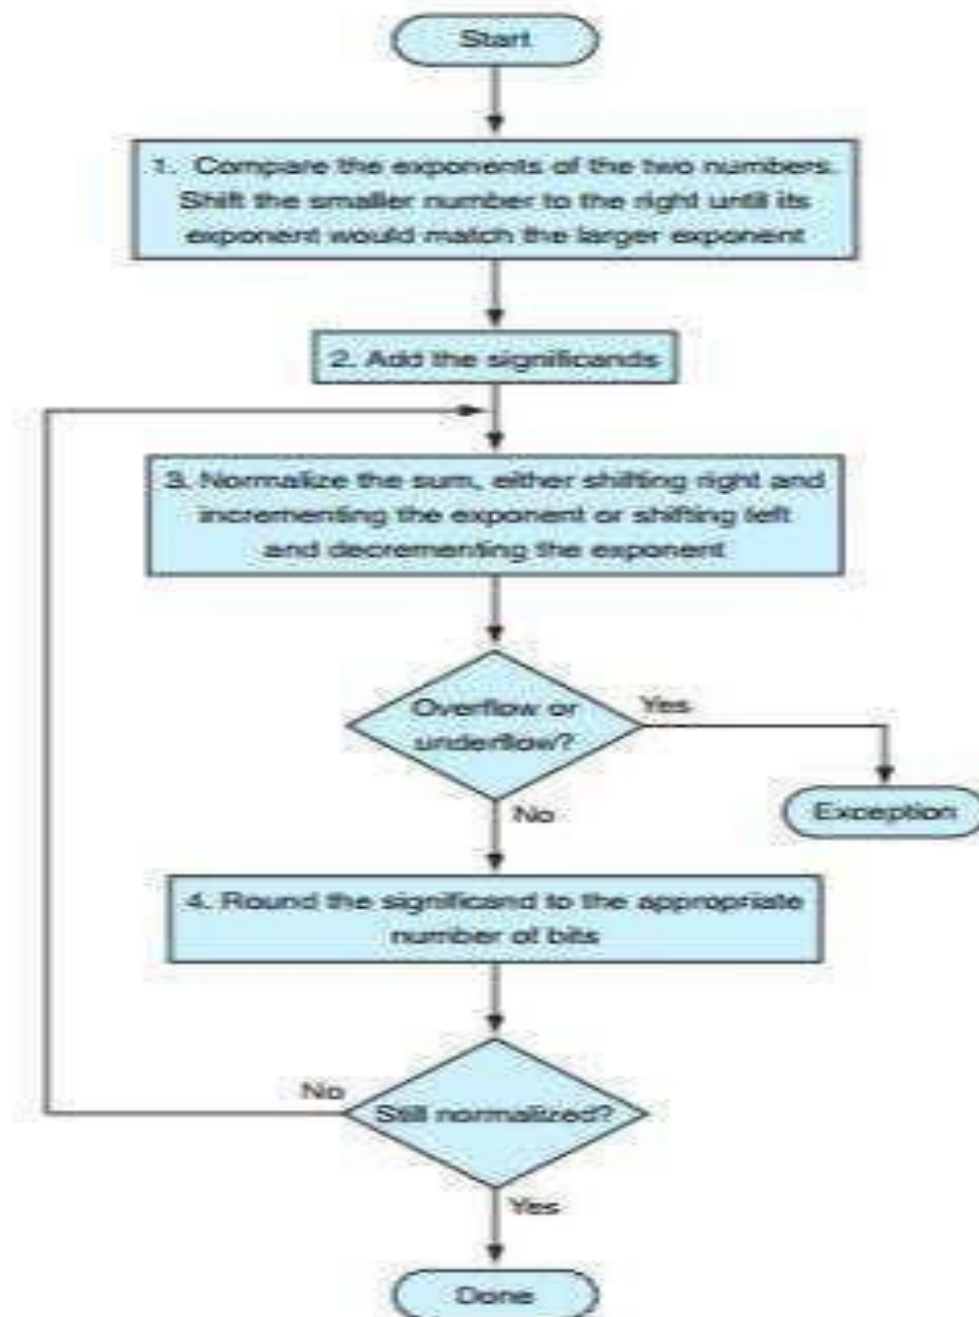 Start
1. Compare the exponents of the two numbers.
Shift the smaller number to the right until its
exponent would match the larger exponent
2. Add the significands
3. Normalize the sum, either shifting right and
incrementing the exponent or shifting left
and decrementing the exponent
Overflow or
underflow?
Yes
No
Exception
4. Round the significand to the appropriate
number of bits
No
Still normalized?
Yes
Done